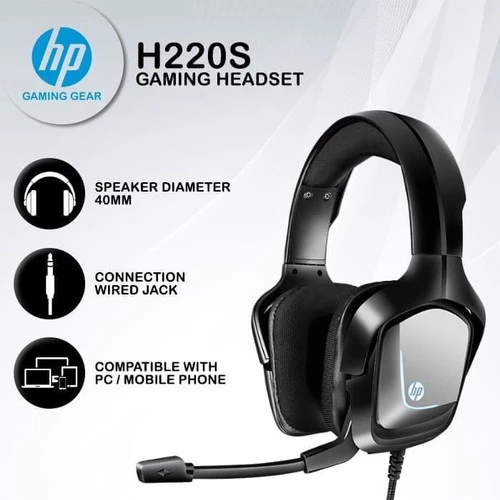 hp
GAMING GEAR
H220S
GAMING HEADSET
SPEAKER DIAMETER
40MM
CONNECTION
WIRED JACK
COMPATIBLE WITH
PC / MOBILE PHONE
hp